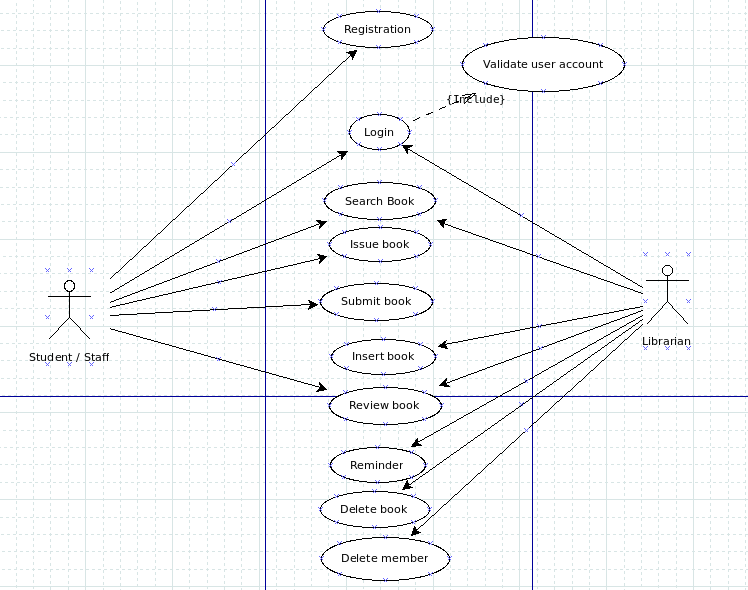 Registration
Validate user account
{Include}
Login
Search Book
Issue book
Submit book
Student / Staff
Librarian
Insert book
Review book
Reminder
Delete book
Delete member